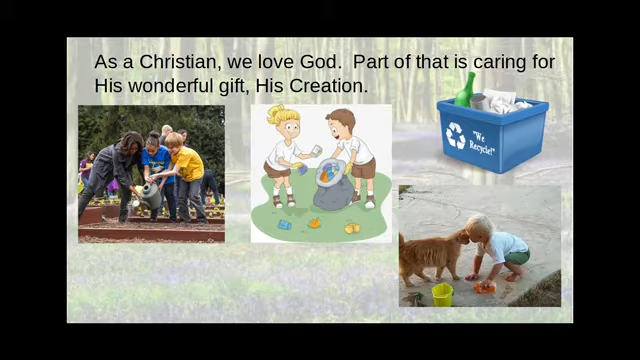 As a Christian, we love God.  Part of that is caring for
His wonderful gift, His Creation.
"We
Recycle!"